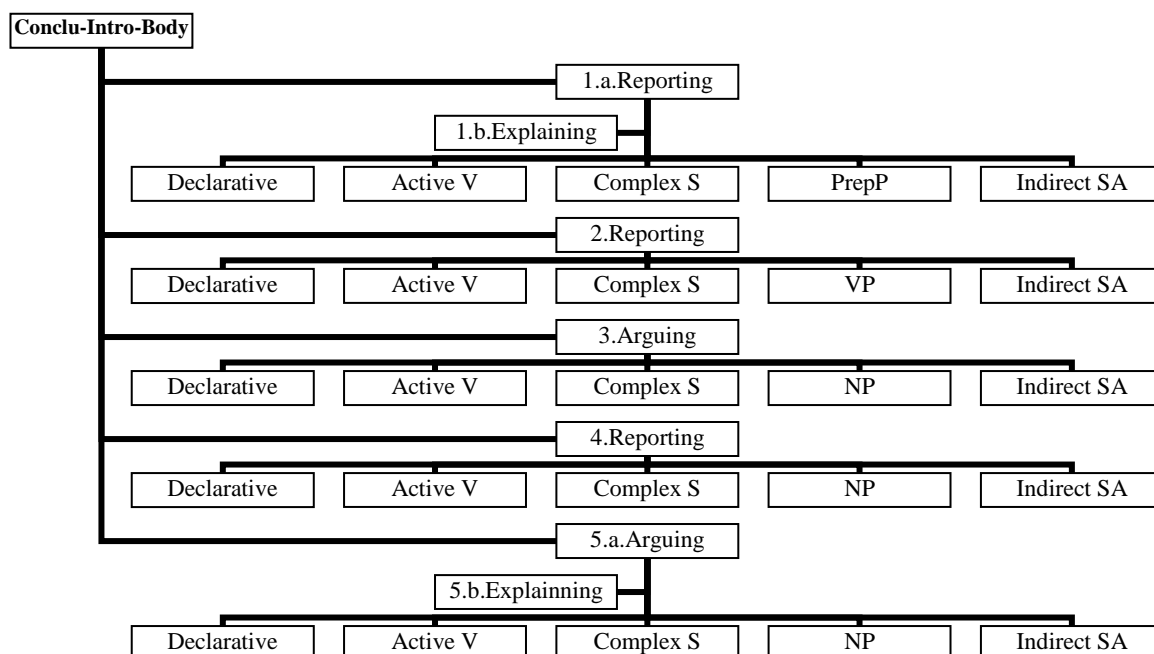 Conclu-Intro-Body
1.a.Reporting
1.b.Explaining
Declarative Active V Complex S PrepP Indirect SA
2.Reporting
Declarative Active V Complex S VP Indirect SA
3.Arguing
Declarative Active V Complex S NP Indirect SA
4.Reporting
Declarative Active V Complex S NP Indirect SA
5.a.Arguing
5.b.Explainning
Declarative Active V Complex S NP Indirect SA